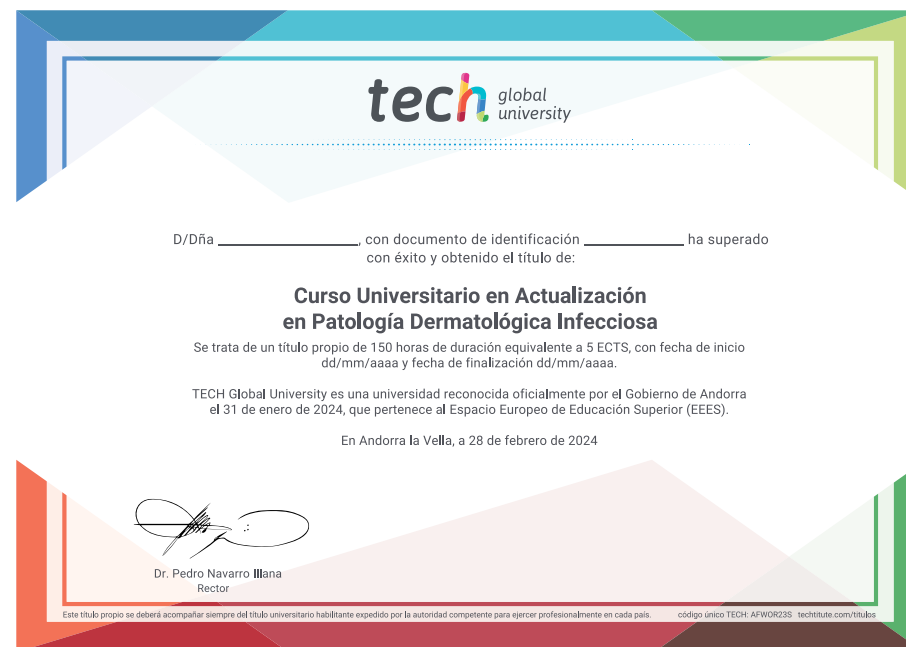 tech global university
D/Dña ____________________, con documento de identificación ______________ ha superado
con éxito y obtenido el título de:
Curso Universitario en Actualización
en Patología Dermatológica Infecciosa
Se trata de un título propio de 150 horas de duración equivalente a 5 ECTS, con fecha de inicio
dd/mm/aaaa y fecha de finalización dd/mm/aaaa.
TECH Global University es una universidad reconocida oficialmente por el Gobierno de Andorra
el 31 de enero de 2024, que pertenece al Espacio Europeo de Educación Superior (EEES).
En Andorra la Vella, a 28 de febrero de 2024
Dr. Pedro Navarro Illana
Rector
Este título propio se deberá acompañar siempre del título universitario habilitante expedido por la autoridad competente para ejercer profesionalmente en cada país. código único TECH: AFWOR23S techtitute.com/titulos